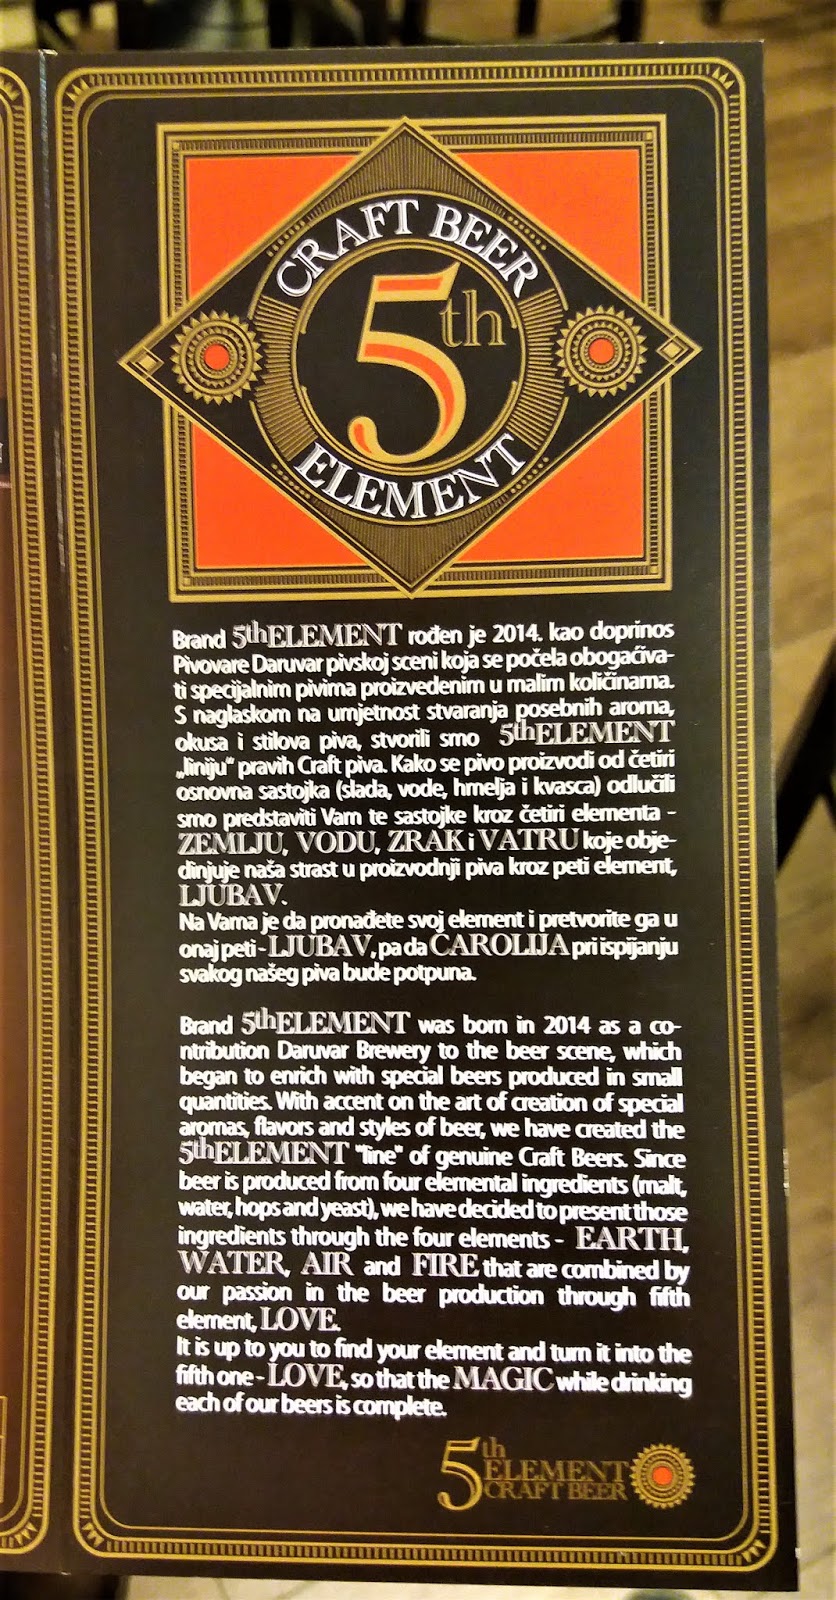 CRAFT BEER
5th
ELEMENT
Brand 5thELEMENT rođen je 2014. kao doprinos
Pivovare Daruvar pivskoj sceni koja se počela obogaćiva-
ti specijalnim pivima proizvedenim u malim količinama.
S naglaskom na umjetnost stvaranja posebnih aroma,
okusa i stilova piva, stvorili smo 5thELEMENT
„liniju“ pravih Craft piva. Kako se pivo proizvodi od četiri
osnovna sastojka (slada, vode, hmelja i kvasca) odlučili
smo predstaviti Vam te sastojke kroz četiri elementa -
ZEMLJU, VODU, ZRAK i VATRU koje obje-
dinjuje naša strast u proizvodnji piva kroz peti element,
LJUBAV.
Na Vama je da pronađete svoj element i pretvorite ga u
onaj peti - LJUBAV, pa da ČAROLIJA pri ispijanju
svakog našeg piva bude potpuna.
Brand 5thELEMENT was born in 2014 as a co-
ntribution Daruvar Brewery to the beer scene, which
began to enrich with special beers produced in small
quantities. With accent on the art of creation of special
aromas, flavors and styles of beer, we have created the
5thELEMENT "line" of genuine Craft Beers. Since
beer is produced from four elemental ingredients (malt,
water, hops and yeast), we have decided to present those
ingredients through the four elements - EARTH,
WATER, AIR and FIRE that are combined by
our passion in the beer production through fifth
element, LOVE.
It is up to you to find your element and turn it into the
fifth one - LOVE, so that the MAGIC while drinking
each of our beers is complete.
5th
ELEMENT
CRAFT BEER